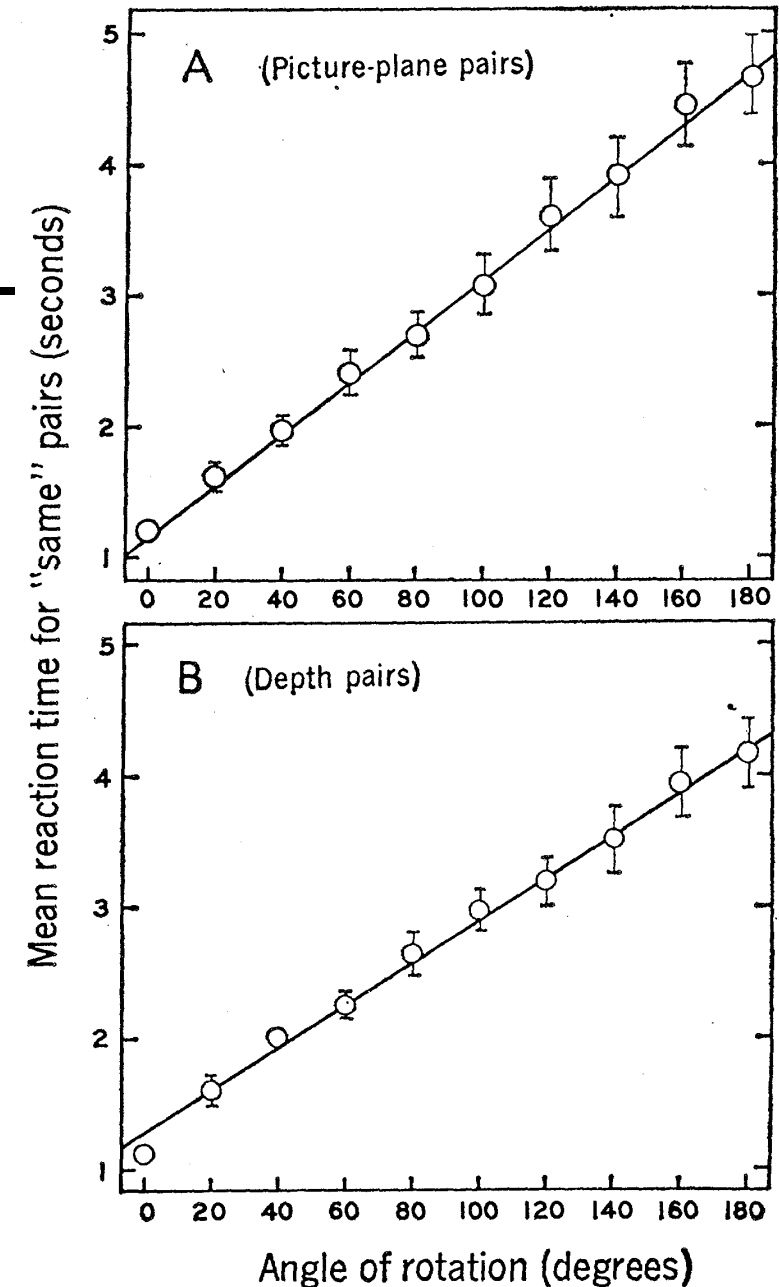 Mean reaction time for "same" pairs (seconds)
A (Picture-plane pairs)
5
4
3
2
1
0 20 40 60 80 100 120 140 160 180
B (Depth pairs)
5
4
3
2
1
0 20 40 60 80 100 120 140 160 180
Angle of rotation (degrees)